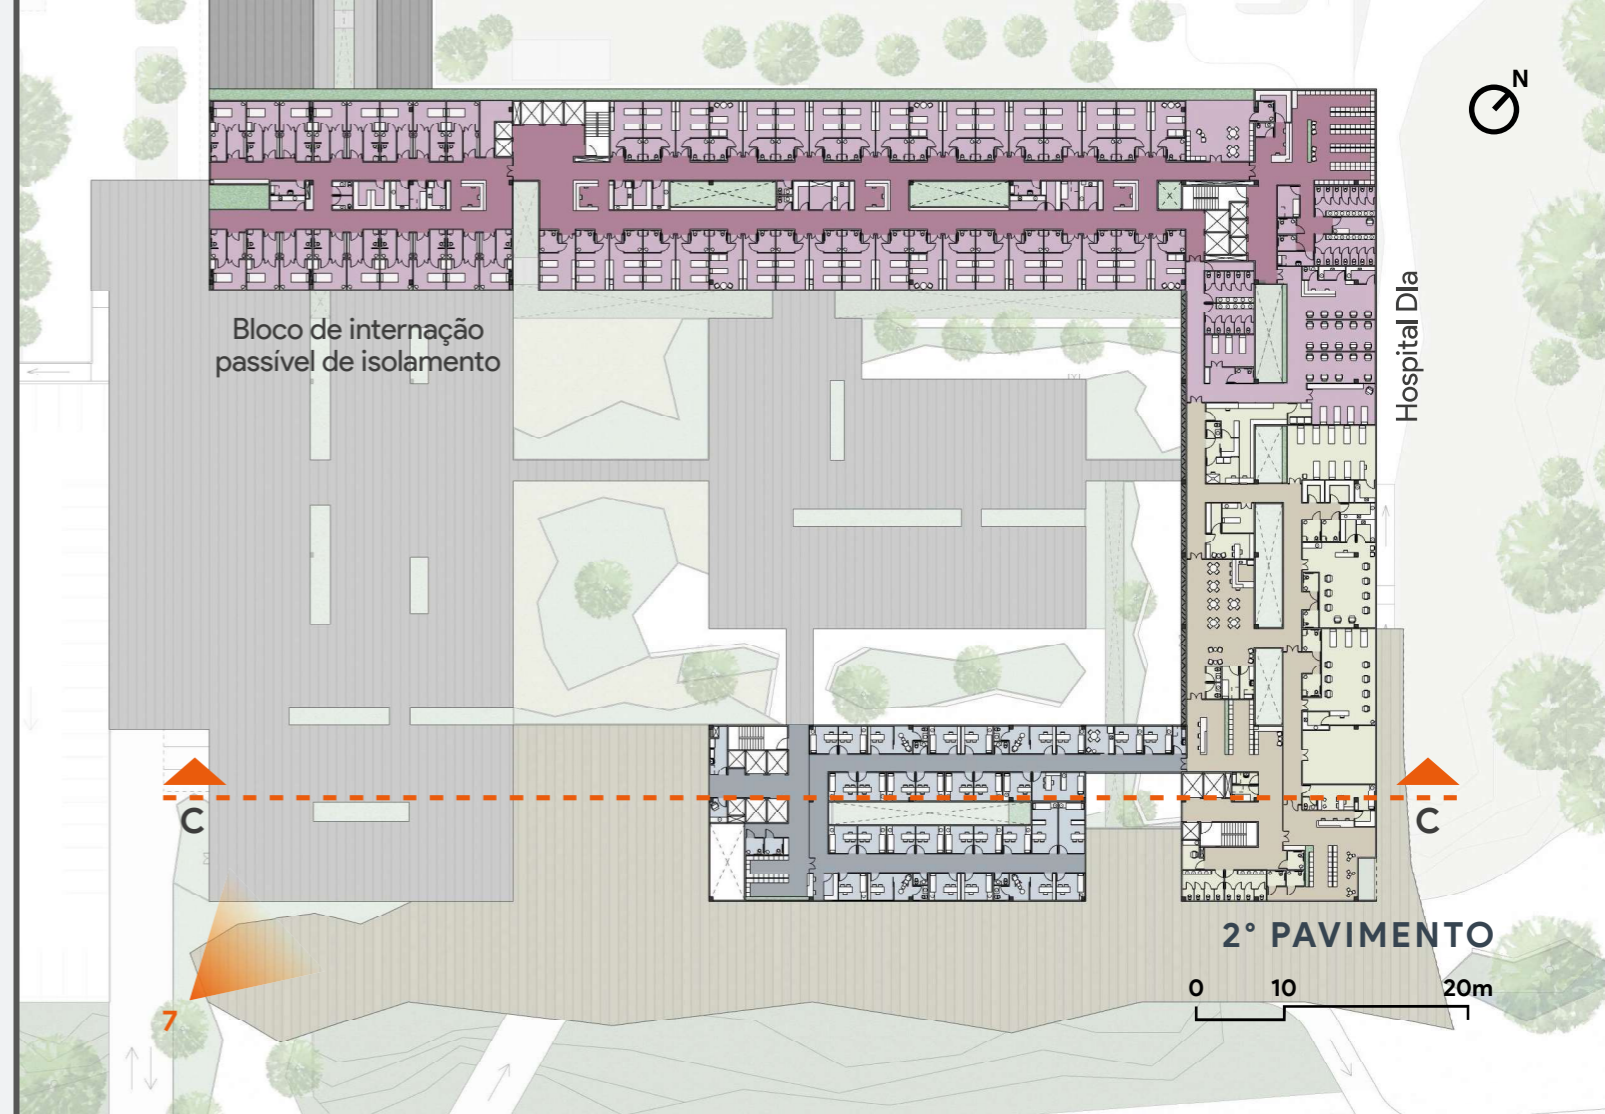 N
Bloco de internação
passível de isolamento
Hospital DIa
C
C
2° PAVIMENTO
0 10 20m
7